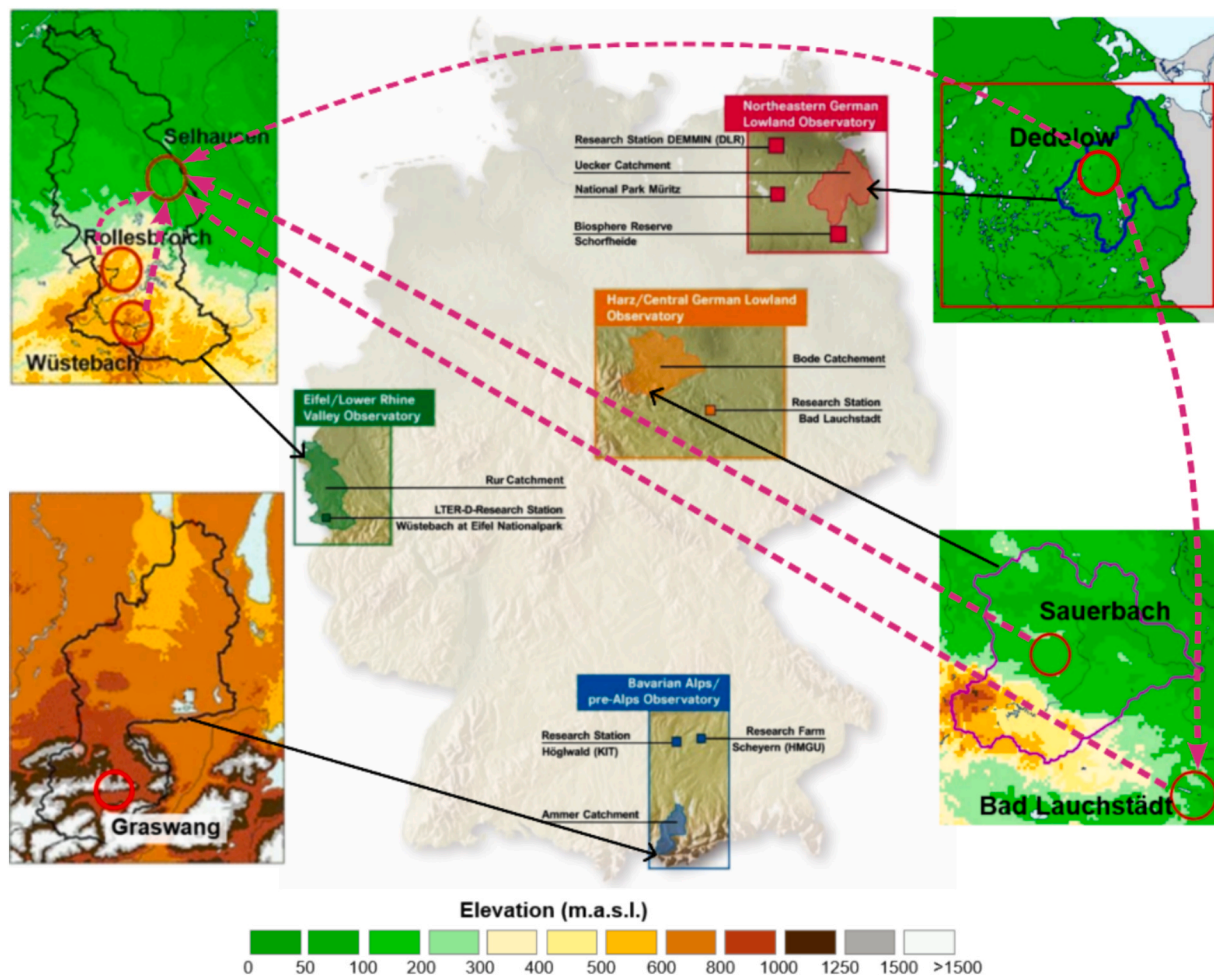 Selhausen
Rollesbroich
Wüstebach
Northeastern German
Lowland Observatory
Research Station DEMMIN (DLR)
Uecker Catchment
National Park Müritz
Biosphere Reserve
Schorfheide
Dedelow
Harz/Central German Lowland
Observatory
Bode Catchement
Research Station
Bad Lauchstadt
Eifel/Lower Rhine
Valley Observatory
Rur Catchment
LTER-D-Research Station
Wüstebach at Eifel Nationalpark
Sauerbach
Bad Lauchstädt
Graswang
Bavarian Alps/
pre-Alps Observatory
Research Station
Höglwald (KIT)
Research Farm
Scheyern (HMGU)
Ammer Catchment
Elevation (m.a.s.l.)
0 50 100 200 300 400 500 600 800 1000 1250 1500 >1500